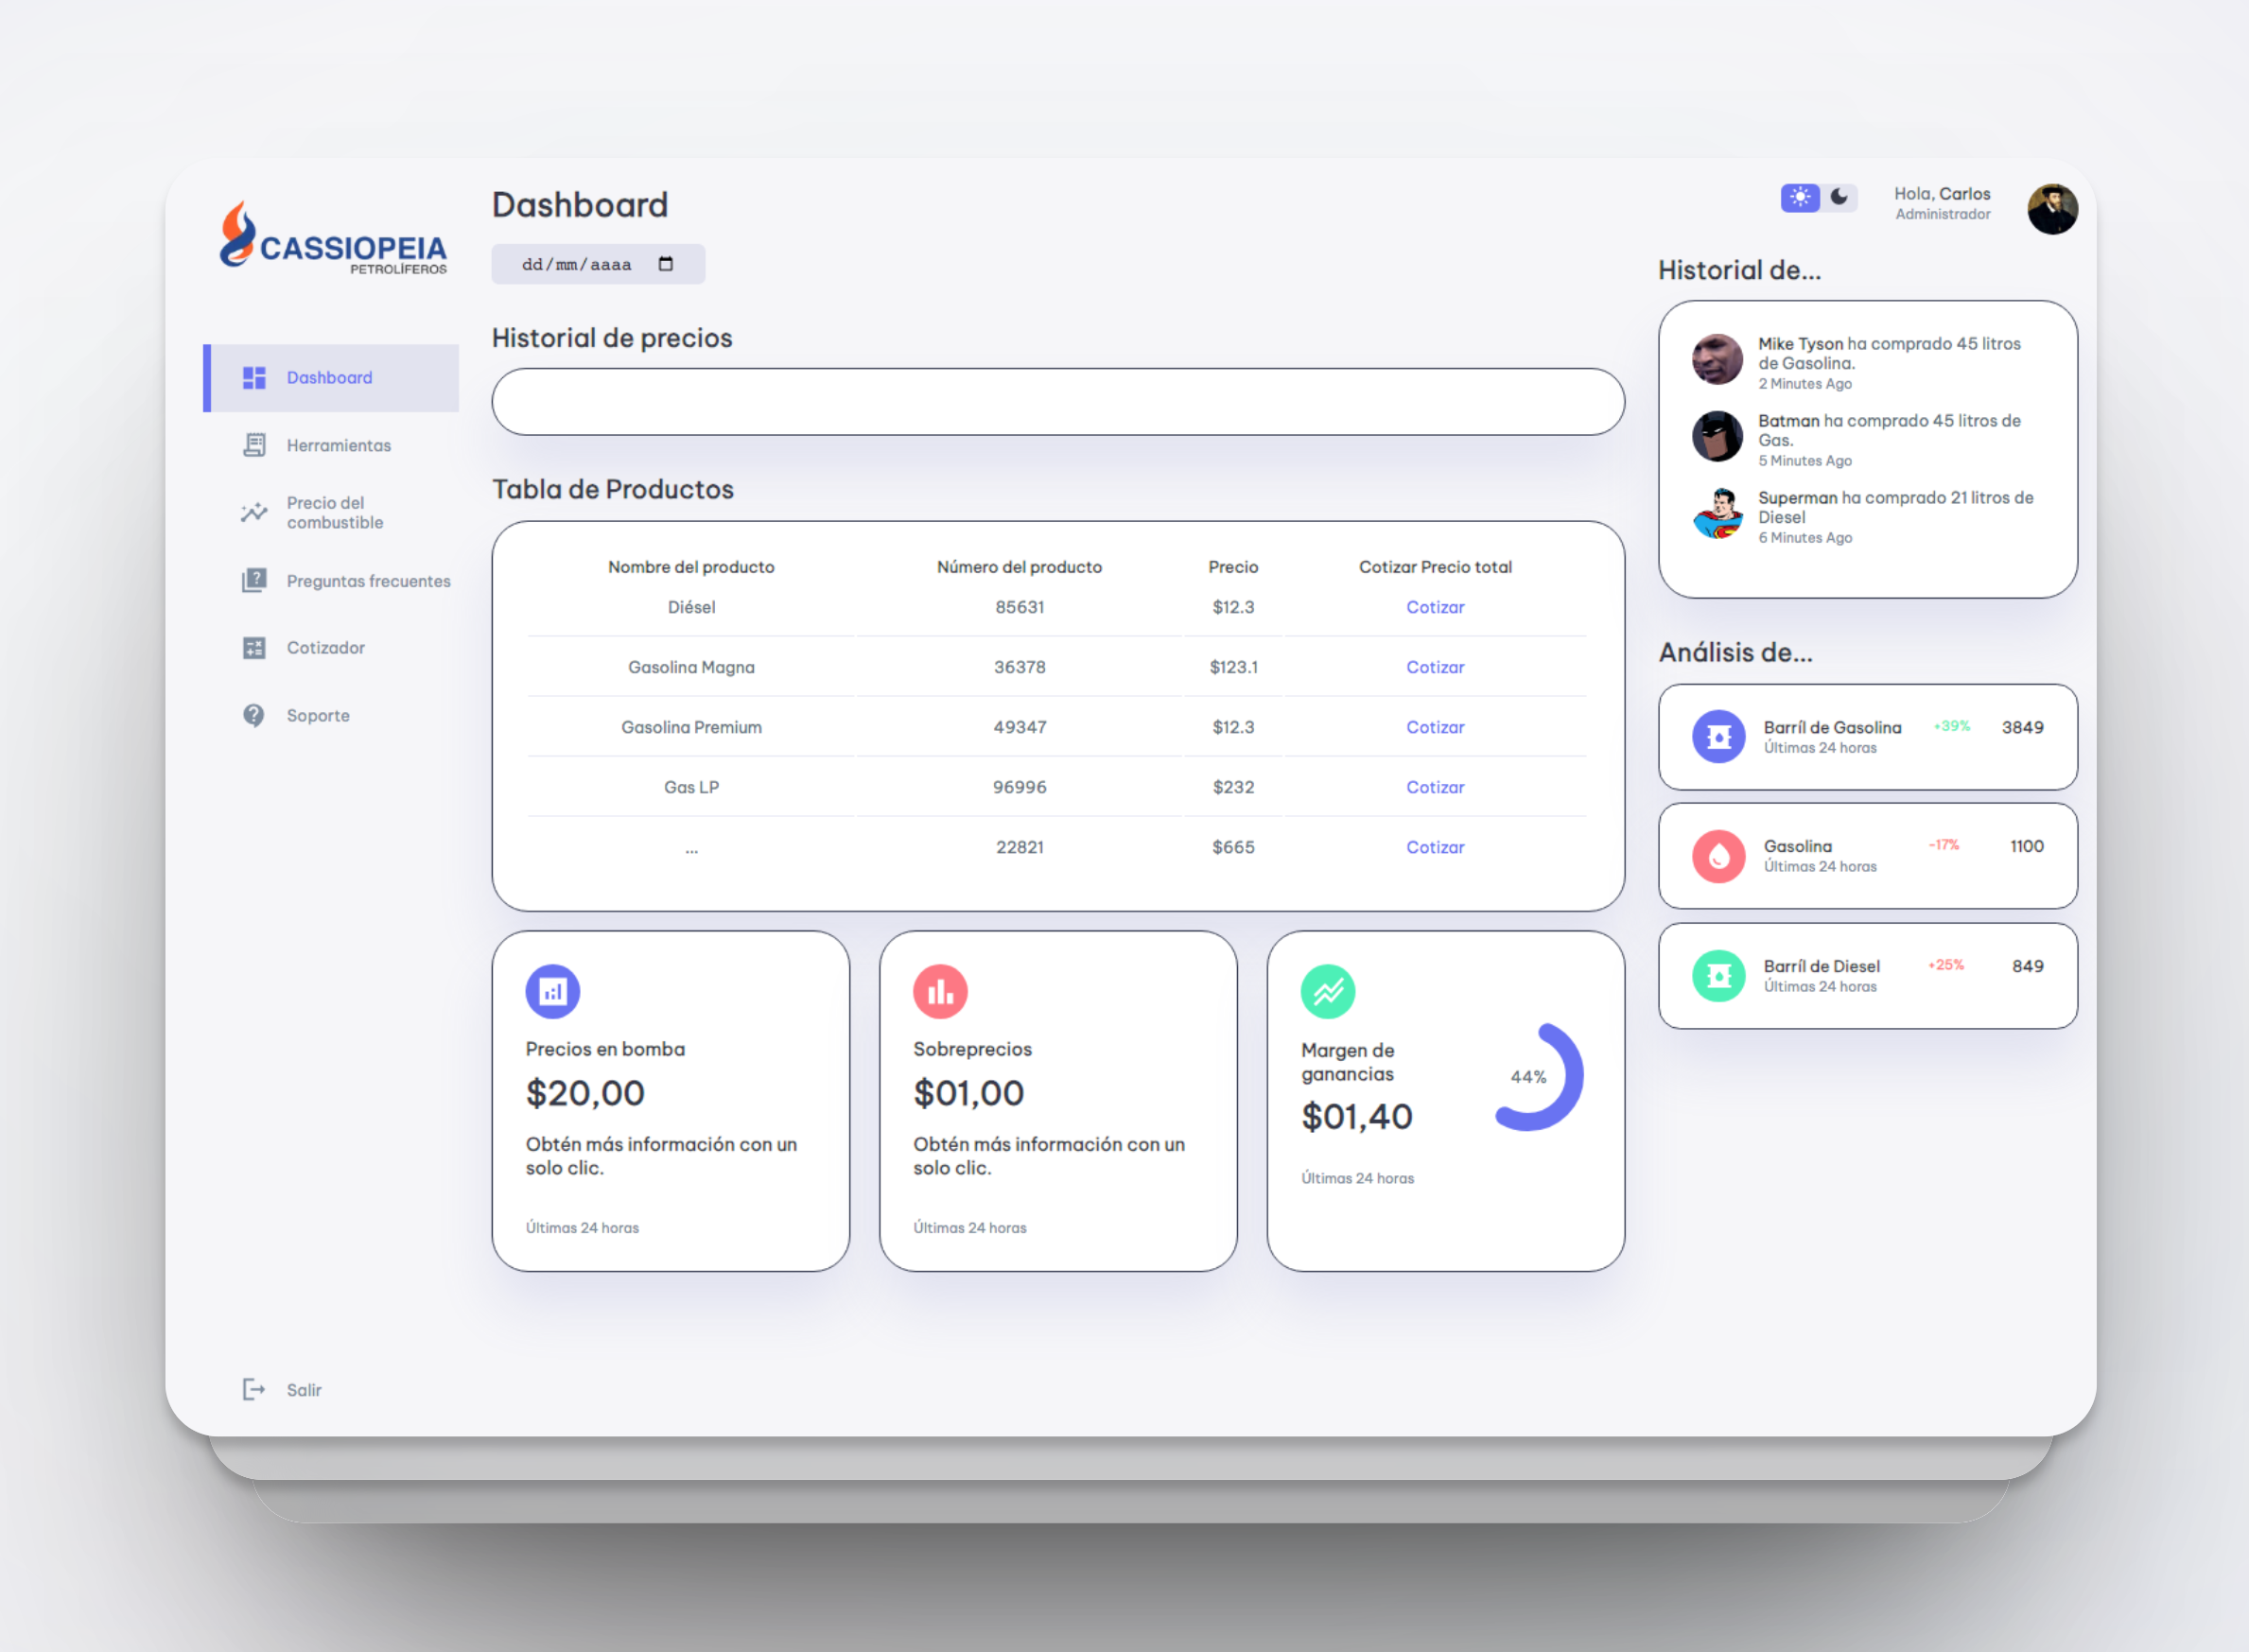 CASSIOPEIA
PETROLÍFEROS
Dashboard
Herramientas
Precio del
combustible
Preguntas frecuentes
Cotizador
Soporte
Salir
Dashboard
dd/mm/aaaa
Historial de precios
Tabla de Productos
Nombre del producto Número del producto Precio Cotizar Precio total
Diésel 85631 $12.3 Cotizar
Gasolina Magna 36378 $123.1 Cotizar
Gasolina Premium 49347 $12.3 Cotizar
Gas LP 96996 $232 Cotizar
... 22821 $665 Cotizar
Precios en bomba
$20,00
Obtén más información con un
solo clic.
Últimas 24 horas
Sobreprecios
$01,00
Obtén más información con un
solo clic.
Últimas 24 horas
Margen de
ganancias
$01,40
44%
Últimas 24 horas
Hola, Carlos
Administrador
Historial de...
Mike Tyson ha comprado 45 litros
de Gasolina.
2 Minutes Ago
Batman ha comprado 45 litros de
Gas.
5 Minutes Ago
Superman ha comprado 21 litros de
Diesel
6 Minutes Ago
Análisis de...
Barríl de Gasolina +39% 3849
Últimas 24 horas
Gasolina -17% 1100
Últimas 24 horas
Barríl de Diesel +25% 849
Últimas 24 horas